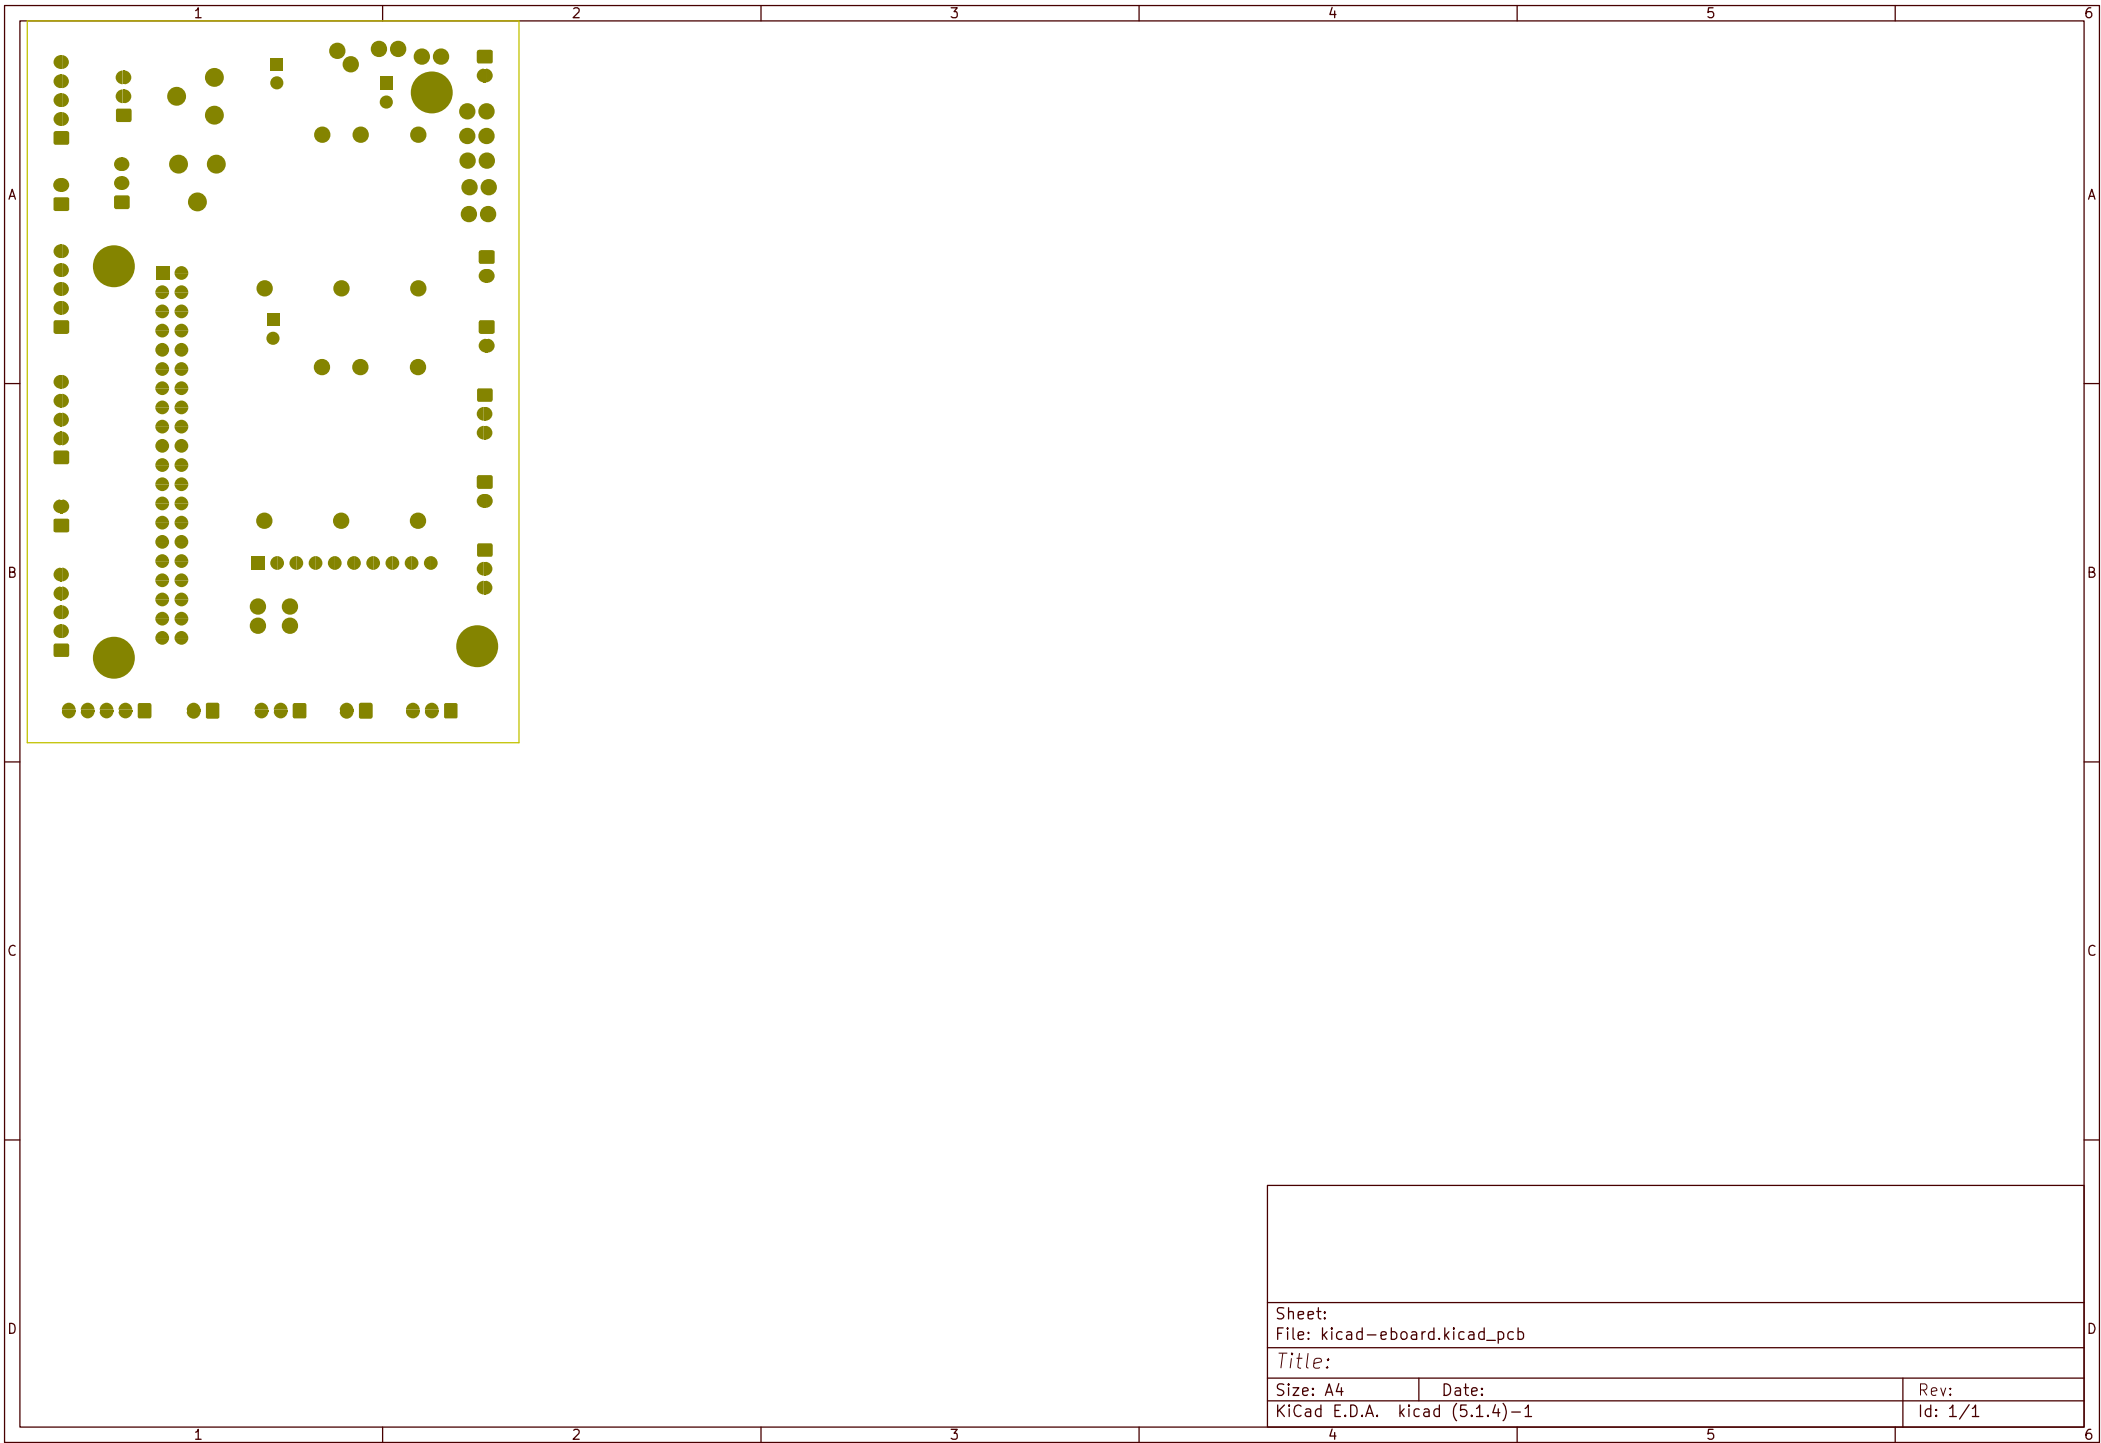 1 2 3 4 5 6
A A
B B
C C
Sheet:
D D
File: kicad-eboard.kicad_pcb
Title:
Size: A4 Date: Rev:
KiCad E.D.A. kicad (5.1.4)-1 Id: 1/1
1 2 3 4 5 6